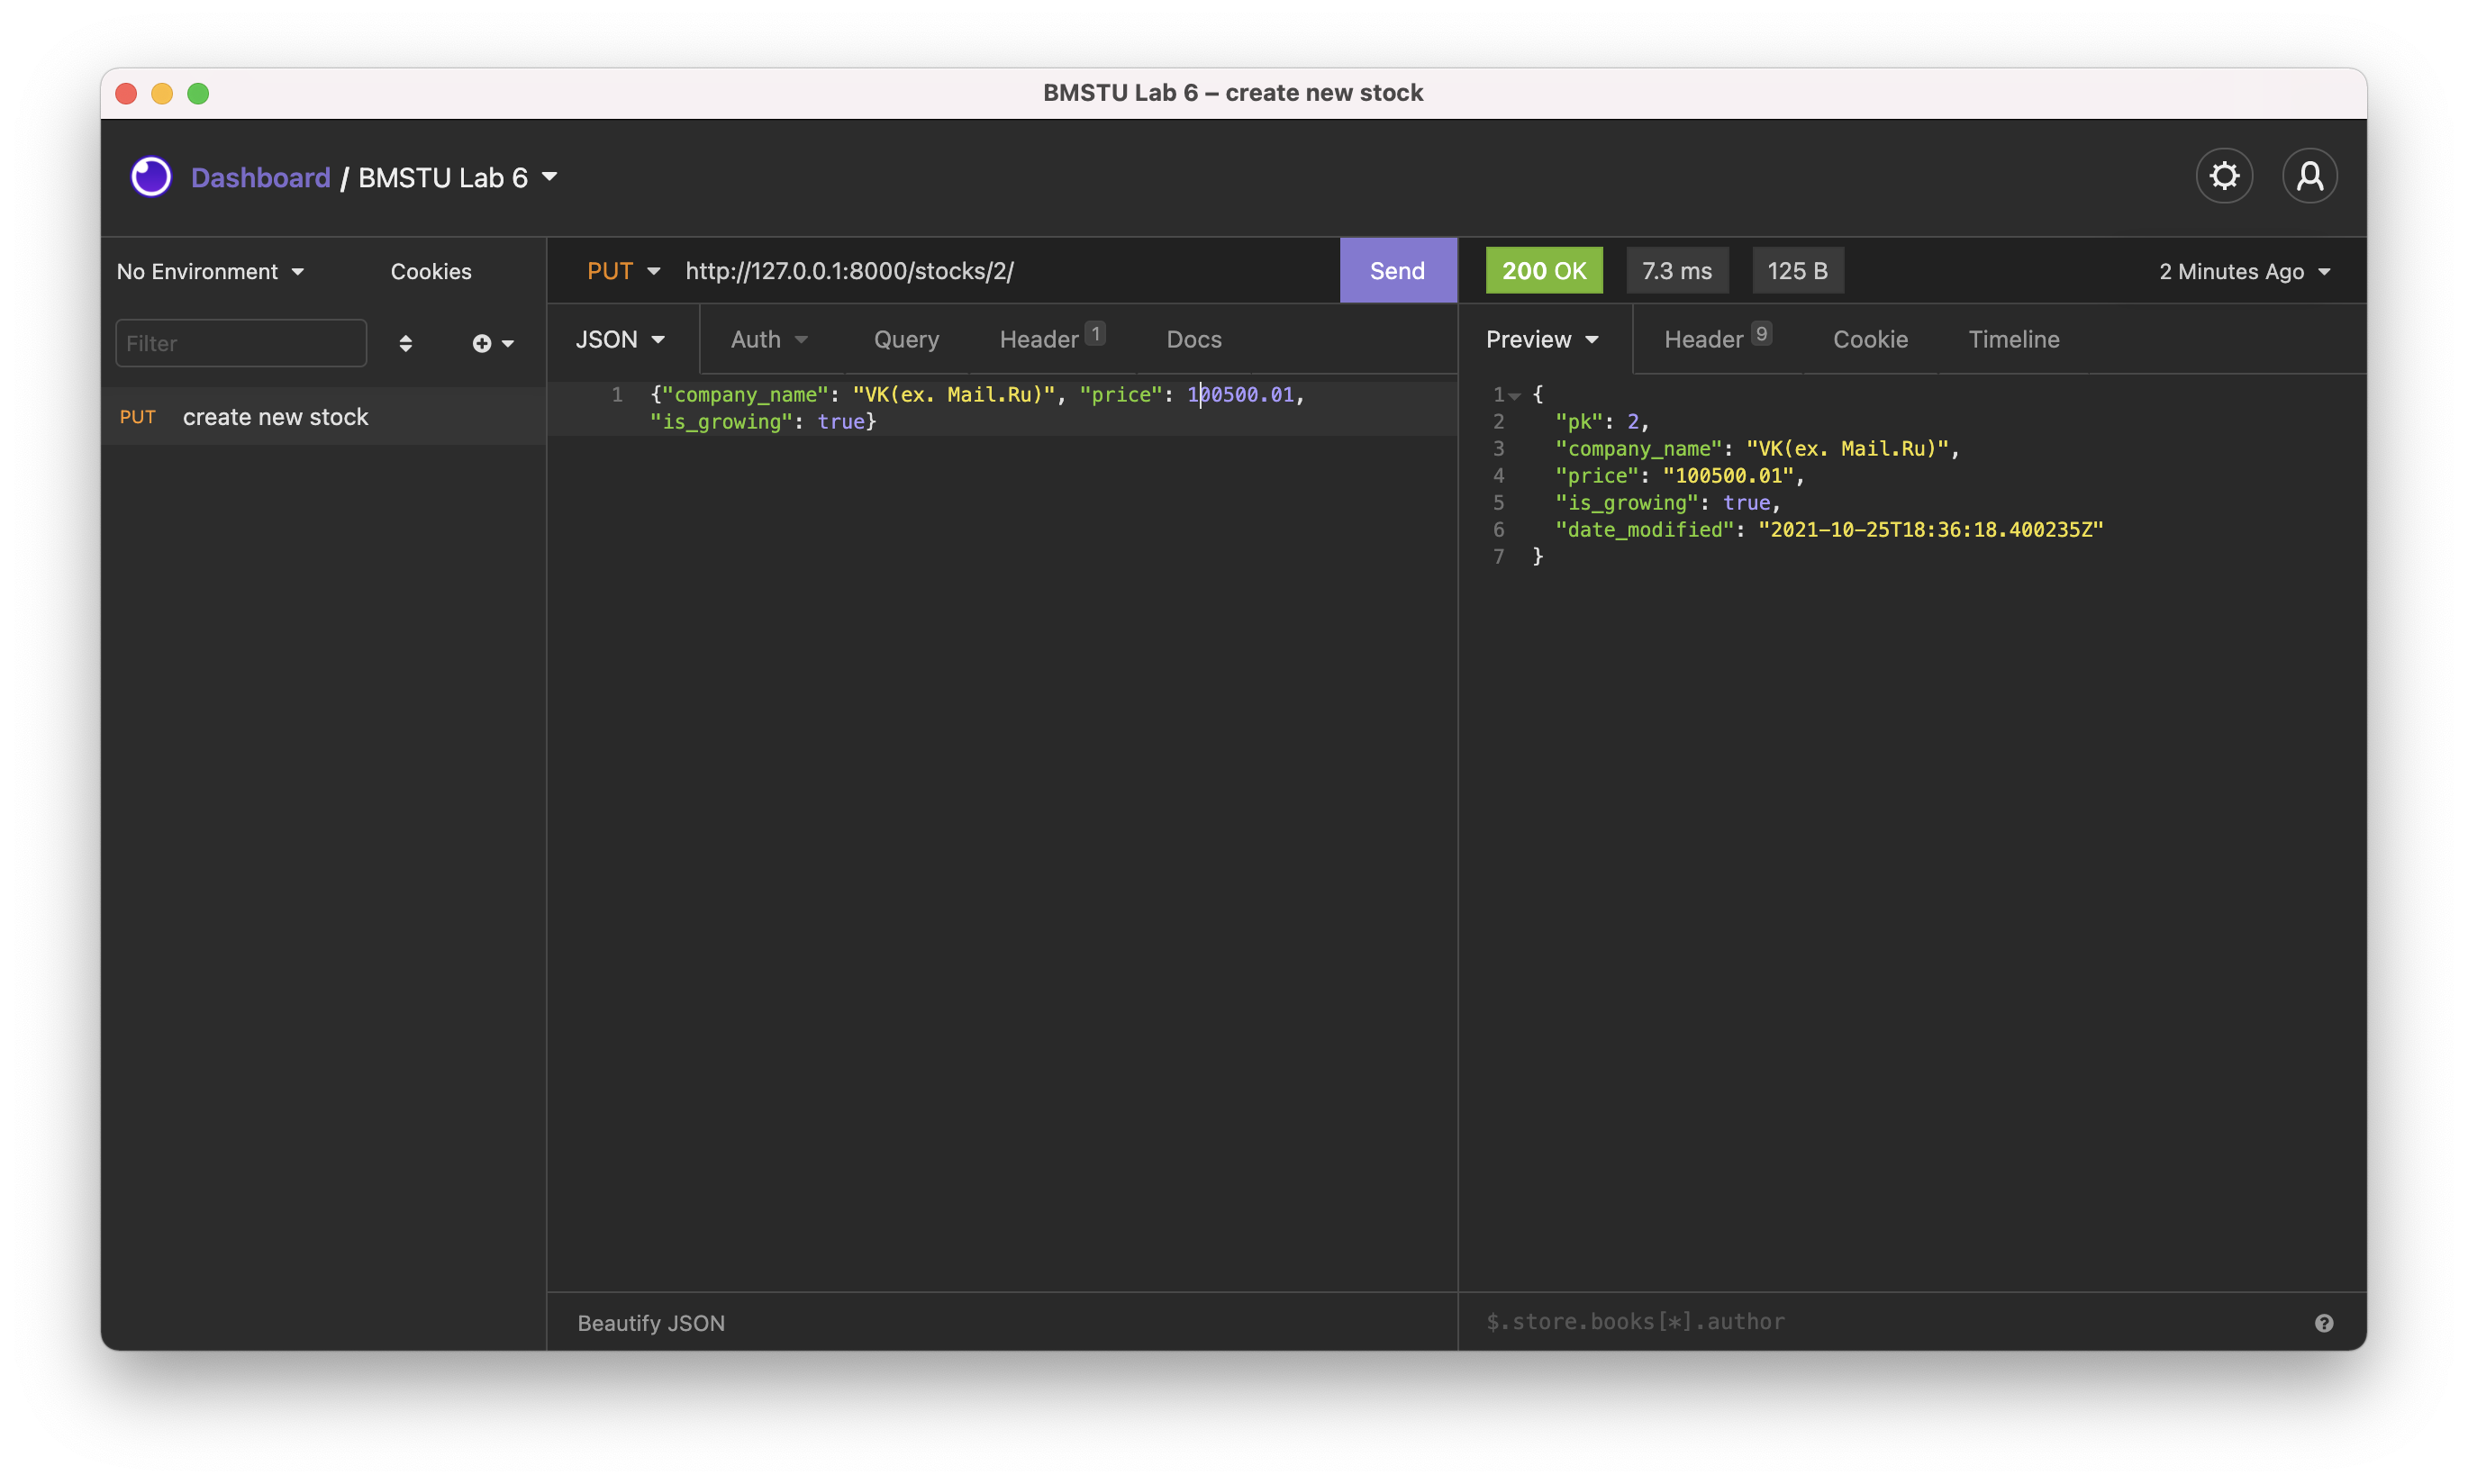 BMSTU Lab 6 – create new stock
Dashboard / BMSTU Lab 6
No Environment
Cookies
Filter
PUT create new stock
PUT http://127.0.0.1:8000/stocks/2/
Send
JSON
Auth
Query
Header 1
Docs
1 {"company_name": "VK(ex. Mail.Ru)", "price": 100500.01,
"is_growing": true}
Beautify JSON
200 OK
7.3 ms
125 B
2 Minutes Ago
Preview
Header 9
Cookie
Timeline
1 {
2 "pk": 2,
3 "company_name": "VK(ex. Mail.Ru)",
4 "price": "100500.01",
5 "is_growing": true,
6 "date_modified": "2021-10-25T18:36:18.400235Z"
7 }
$.store.books[*].author
?